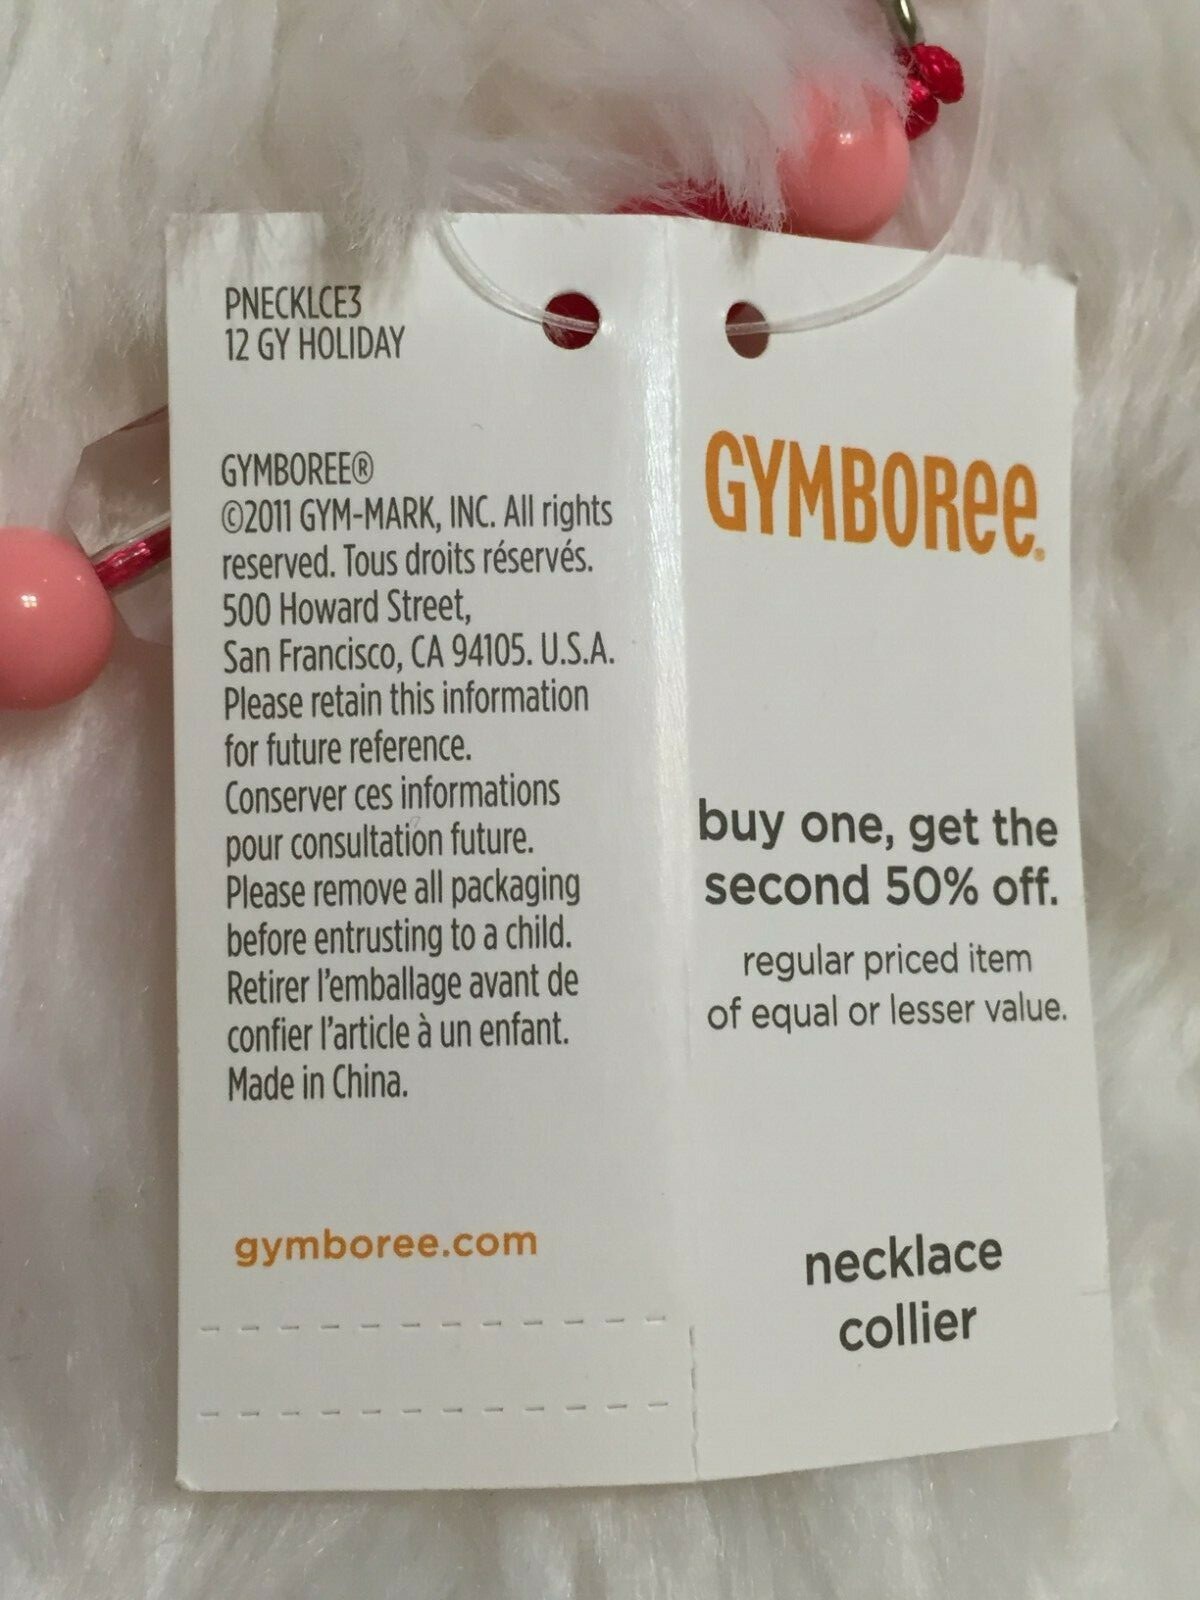 PNECKLCE3
12 GY HOLIDAY
GYMBOREE®
©2011 GYM-MARK, INC. All rights
reserved. Tous droits réservés.
500 Howard Street,
San Francisco, CA 94105. U.S.A.
Please retain this information
for future reference.
Conserver ces informations
pour consultation future.
Please remove all packaging
before entrusting to a child.
Retirer l'emballage avant de
confier l'article à un enfant.
Made in China.
gymboree.com
GYMBOREE®
buy one, get the
second 50% off.
regular priced item
of equal or lesser value.
necklace
collier